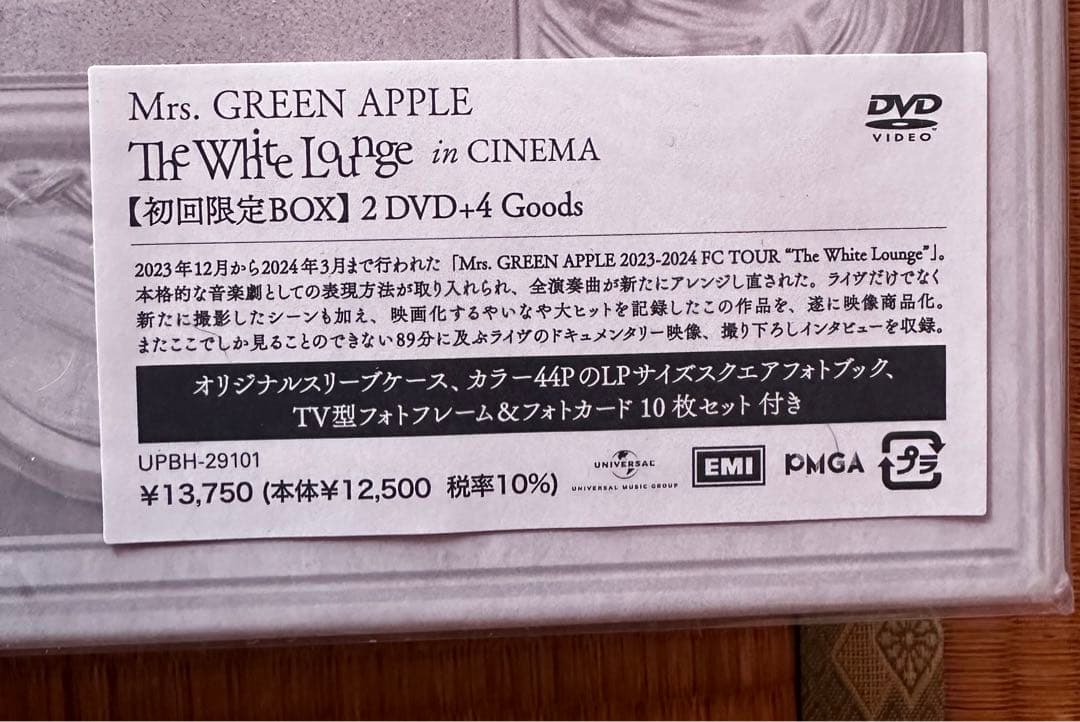 Mrs. GREEN APPLE
The White Lounge in CINEMA
【初回限定BOX】 2 DVD+4 Goods
DVD
VIDEO™
2023年12月から2024年3月まで行われた「Mrs. GREEN APPLE 2023-2024 FC TOUR “The White Lounge”」。
本格的な音楽劇としての表現方法が取り入れられ、全演奏曲が新たにアレンジし直された。ライヴだけでなく
新たに撮影したシーンも加え、映画化するやいなや大ヒットを記録したこの作品を、遂に映像商品化。
またここでしか見ることのできない89分に及ぶライヴのドキュメンタリー映像、撮り下ろしインタビューを収録。
オリジナルスリーブケース、カラー44PのLPサイズスクエアフォトブック、
TV型フォトフレーム&フォトカード 10 枚セット 付き
UPBH-29101
¥13,750 (本体¥12,500 税率10%)
UNIVERSAL
UNIVERSAL MUSIC GROUP
EMI
PMGA
プラ